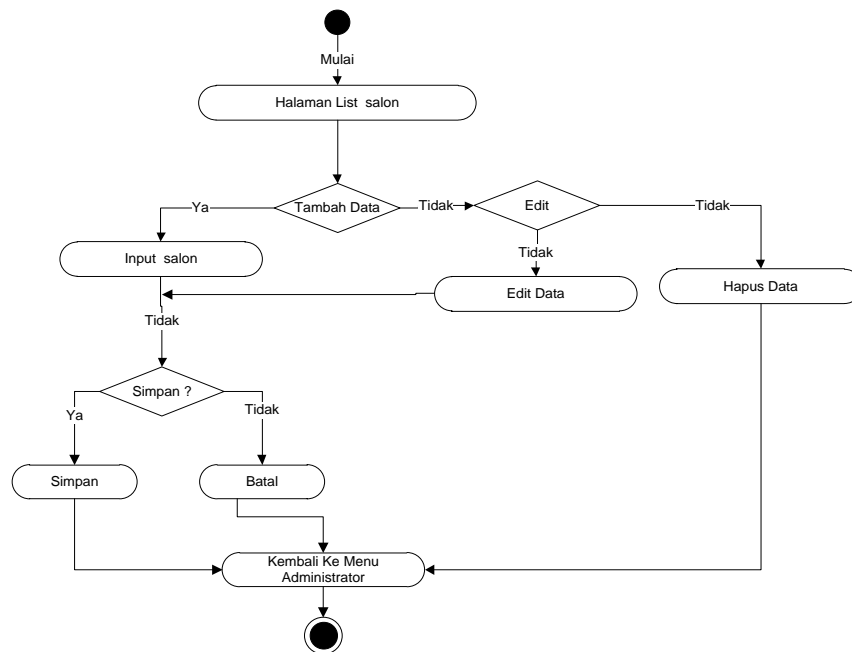 Mulai
Halaman List salon
Ya
Tambah Data
Tidak
Edit
Tidak
Tidak
Input salon
Edit Data
Hapus Data
Tidak
Simpan ?
Ya
Tidak
Simpan
Batal
Kembali Ke Menu
Administrator